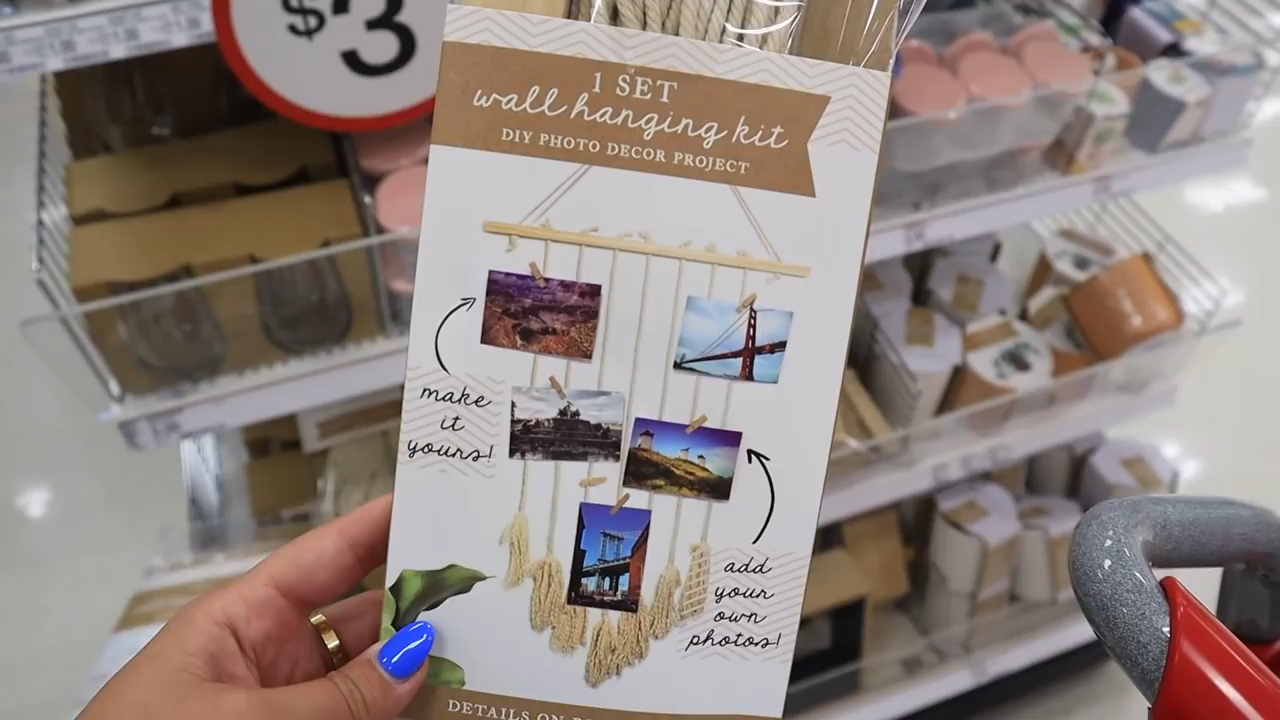 $3
1 SET
wall hanging kit
DIY PHOTO DECOR PROJECT
make
it
yours!
add
your
own
photos!
DETAILS ON